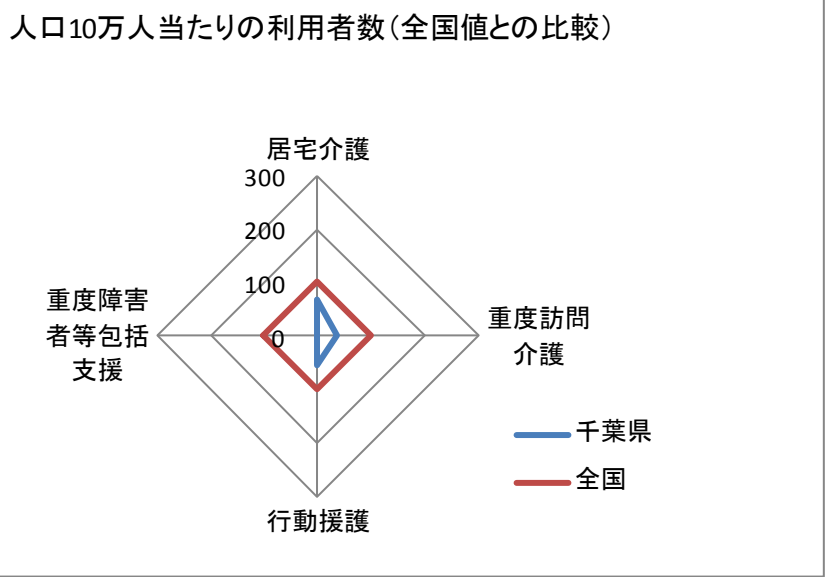 人口10万人当たりの利用者数（全国値との比較）
居宅介護
300
200
100
0
重度障害
者等包括
支援
重度訪問
介護
千葉県
全国
行動援護